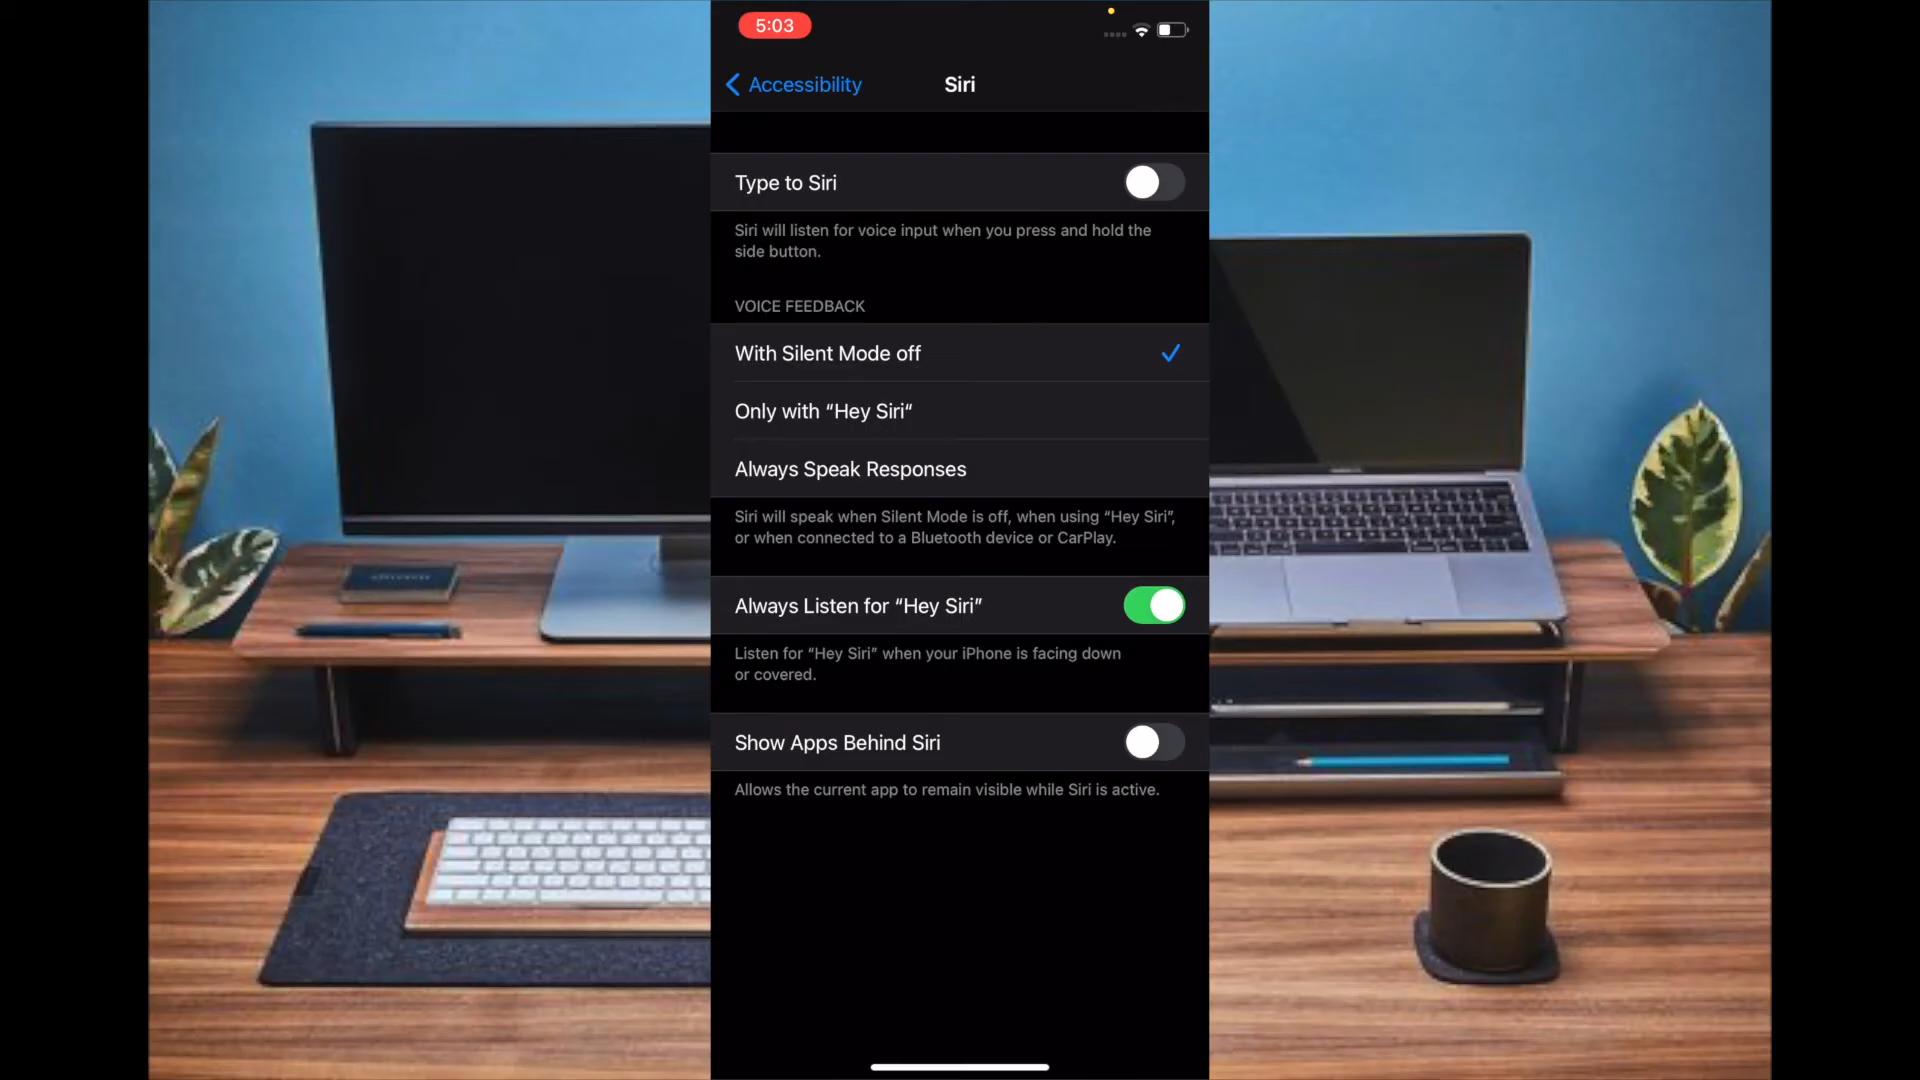 5:03
Accessibility
Siri
Type to Siri
Siri will listen for voice input when you press and hold the
side button.
VOICE FEEDBACK
With Silent Mode off
Only with “Hey Siri“
Always Speak Responses
Siri will speak when Silent Mode is off, when using “Hey Siri”,
or when connected to a Bluetooth device or CarPlay.
Always Listen for “Hey Siri”
Listen for “Hey Siri” when your iPhone is facing down
or covered.
Show Apps Behind Siri
Allows the current app to remain visible while Siri is active.